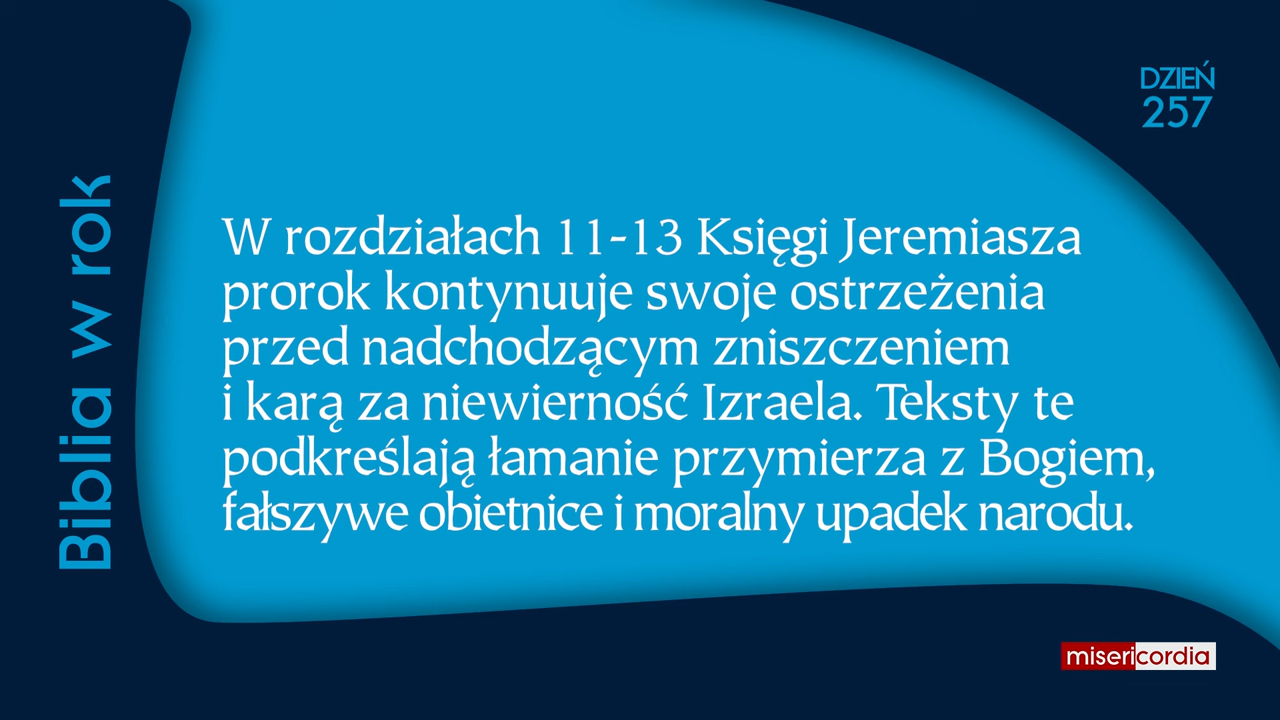 DZIEŃ
257
Biblia w rok
W rozdziałach 11-13 Księgi Jeremiasza
prorok kontynuuje swoje ostrzeżenia
przed nadchodzącym zniszczeniem
i karą za niewierność Izraela. Teksty te
podkreślają łamanie przymierza z Bogiem,
fałszywe obietnice i moralny upadek narodu.
misericordia